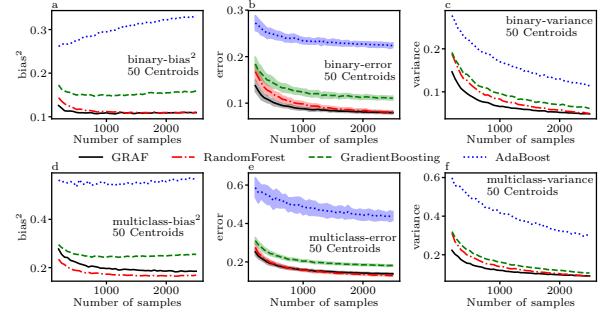 a
b
c
bias²
0.3
0.2
0.1
binary-bias²
50 Centroids
1000
2000
Number of samples
error
0.3
0.2
0.1
binary-error
50 Centroids
1000
2000
Number of samples
variance
0.2
0.1
binary-variance
50 Centroids
1000
2000
Number of samples
GRAF
RandomForest
GradientBoosting
AdaBoost
d
e
f
bias²
0.4
0.2
multiclass-bias²
50 Centroids
1000
2000
Number of samples
error
0.6
0.4
0.2
multiclass-error
50 Centroids
1000
2000
Number of samples
variance
0.6
0.4
0.2
multiclass-variance
50 Centroids
1000
2000
Number of samples